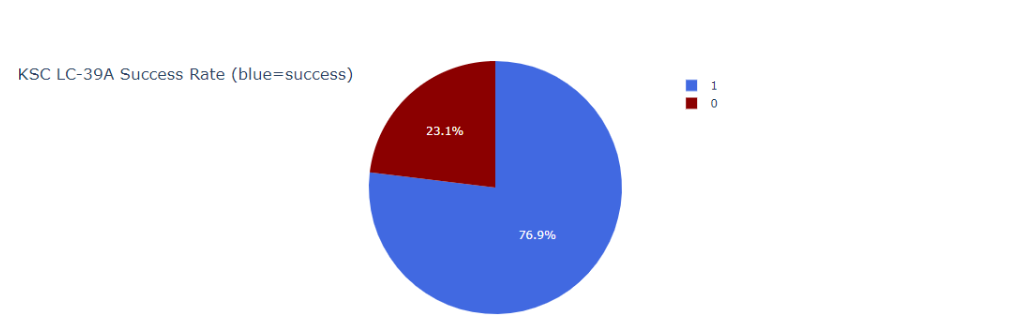 KSC LC-39A Success Rate (blue=success)
1
0
23.1%
76.9%